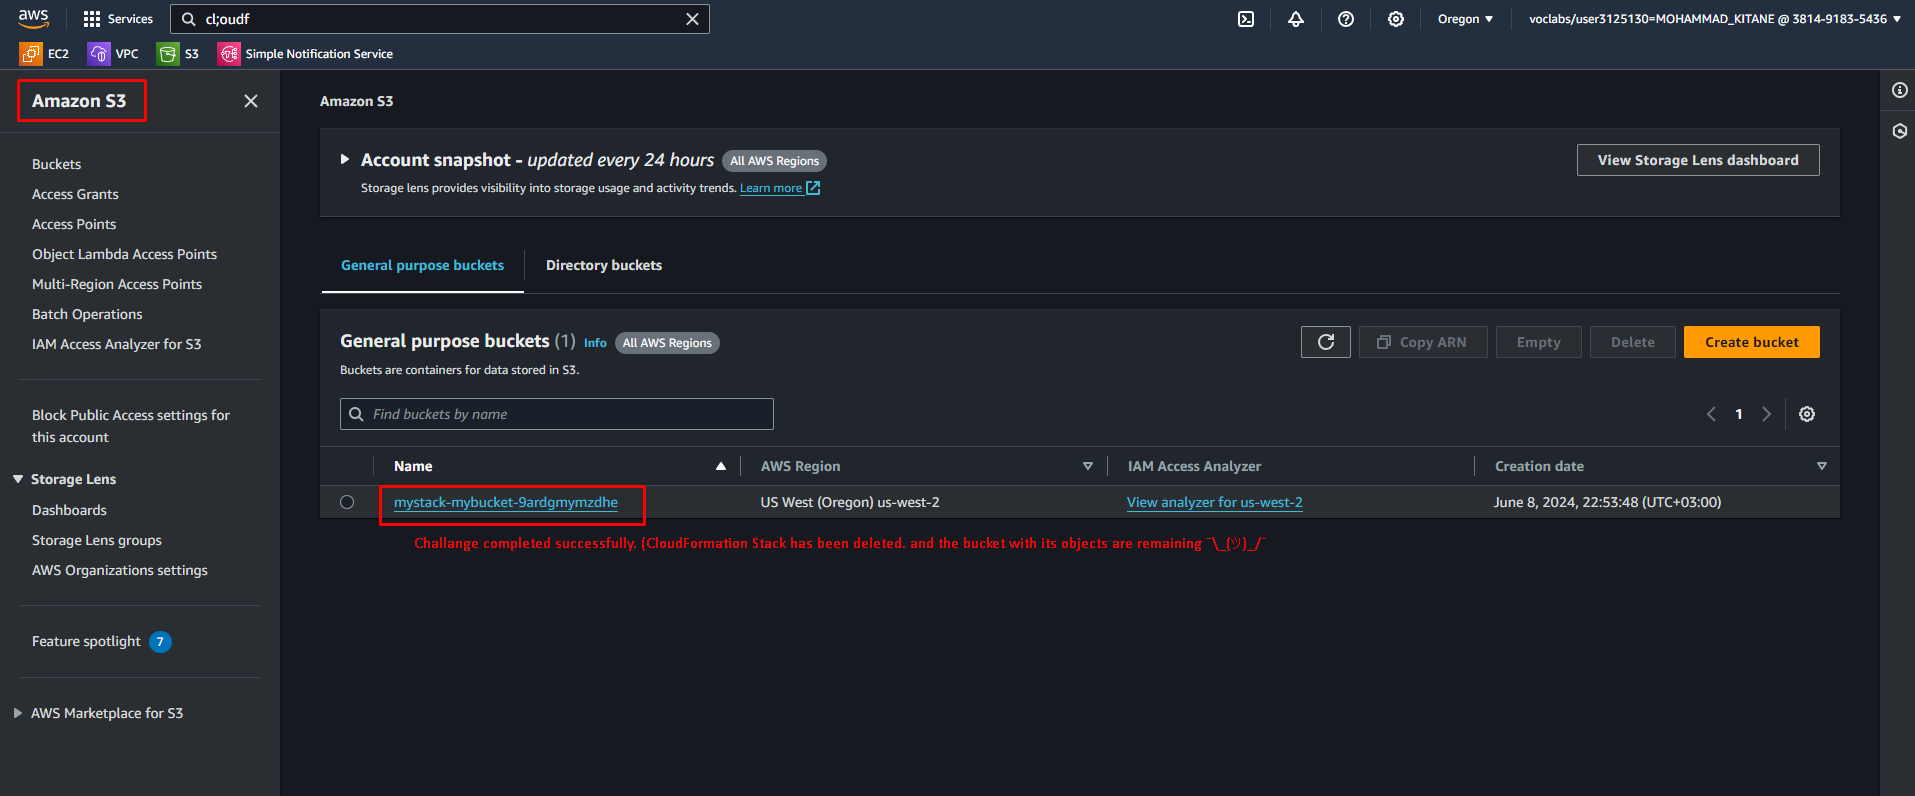 aws
Services
cl;oudf
Oregon
voclabs/user3125130=MOHAMMAD_KITANE @ 3814-9183-5436
EC2
VPC
S3
Simple Notification Service
Amazon S3
Buckets
Access Grants
Access Points
Object Lambda Access Points
Multi-Region Access Points
Batch Operations
IAM Access Analyzer for S3
Block Public Access settings for
this account
Storage Lens
Dashboards
Storage Lens groups
AWS Organizations settings
Feature spotlight 7
AWS Marketplace for S3
Amazon S3
Account snapshot - updated every 24 hours All AWS Regions
Storage lens provides visibility into storage usage and activity trends. Learn more
View Storage Lens dashboard
General purpose buckets
Directory buckets
General purpose buckets (1) Info All AWS Regions
Buckets are containers for data stored in S3.
Copy ARN
Empty
Delete
Create bucket
Find buckets by name
1
Name
AWS Region
IAM Access Analyzer
Creation date
mystack-mybucket-9ardgmymzdhe
US West (Oregon) us-west-2
View analyzer for us-west-2
June 8, 2024, 22:53:48 (UTC+03:00)
Challange completed successfully. (CloudFormation Stack has been deleted. and the bucket with its objects are remaining ¯\_(ツ)_/¯